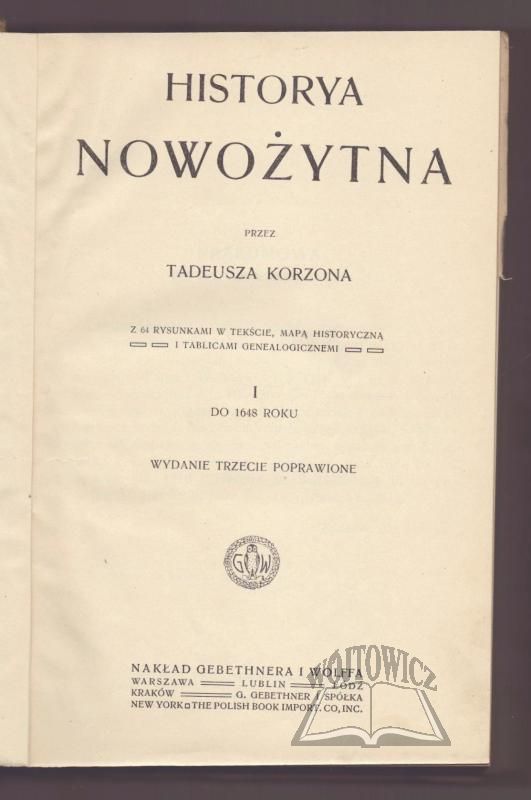 HISTORYA
NOWOŻYTNA
PRZEZ
TADEUSZA KORZONA
Z 64 RYSUNKAMI W TEKŚCIE, MAPĄ HISTORYCZNĄ
I TABLICAMI GENEALOGICZNEMI
I
DO 1648 ROKU
WYDANIE TRZECIE POPRAWIONE
G W
NAKŁAD GEBETHNERA I WOLFFA
WARSZAWA LUBLIN ŁÓDŹ
KRAKÓW G. GEBETHNER I SPÓŁKA
NEW YORK THE POLISH BOOK IMPORT. CO, INC.
WÓJTOWICZ